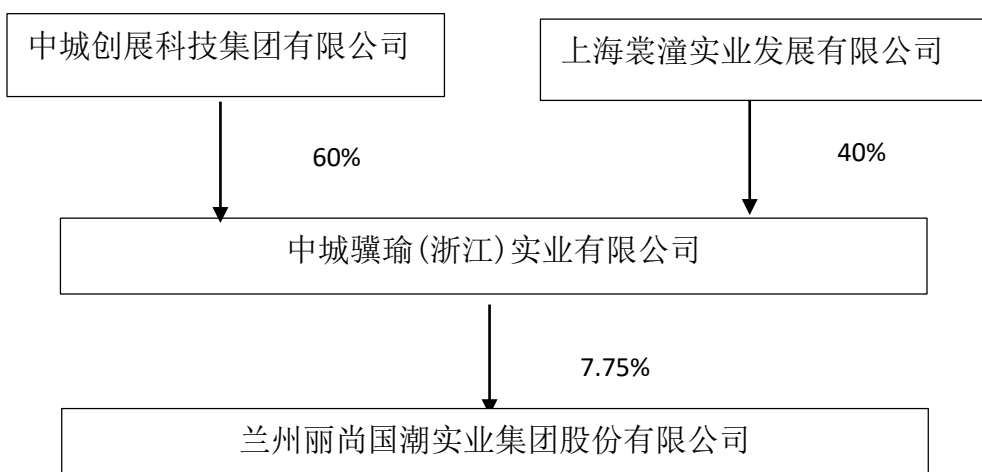 中城创展科技集团有限公司
上海裳潼实业发展有限公司
60%
40%
中城骥瑜(浙江)实业有限公司
7.75%
兰州丽尚国潮实业集团股份有限公司